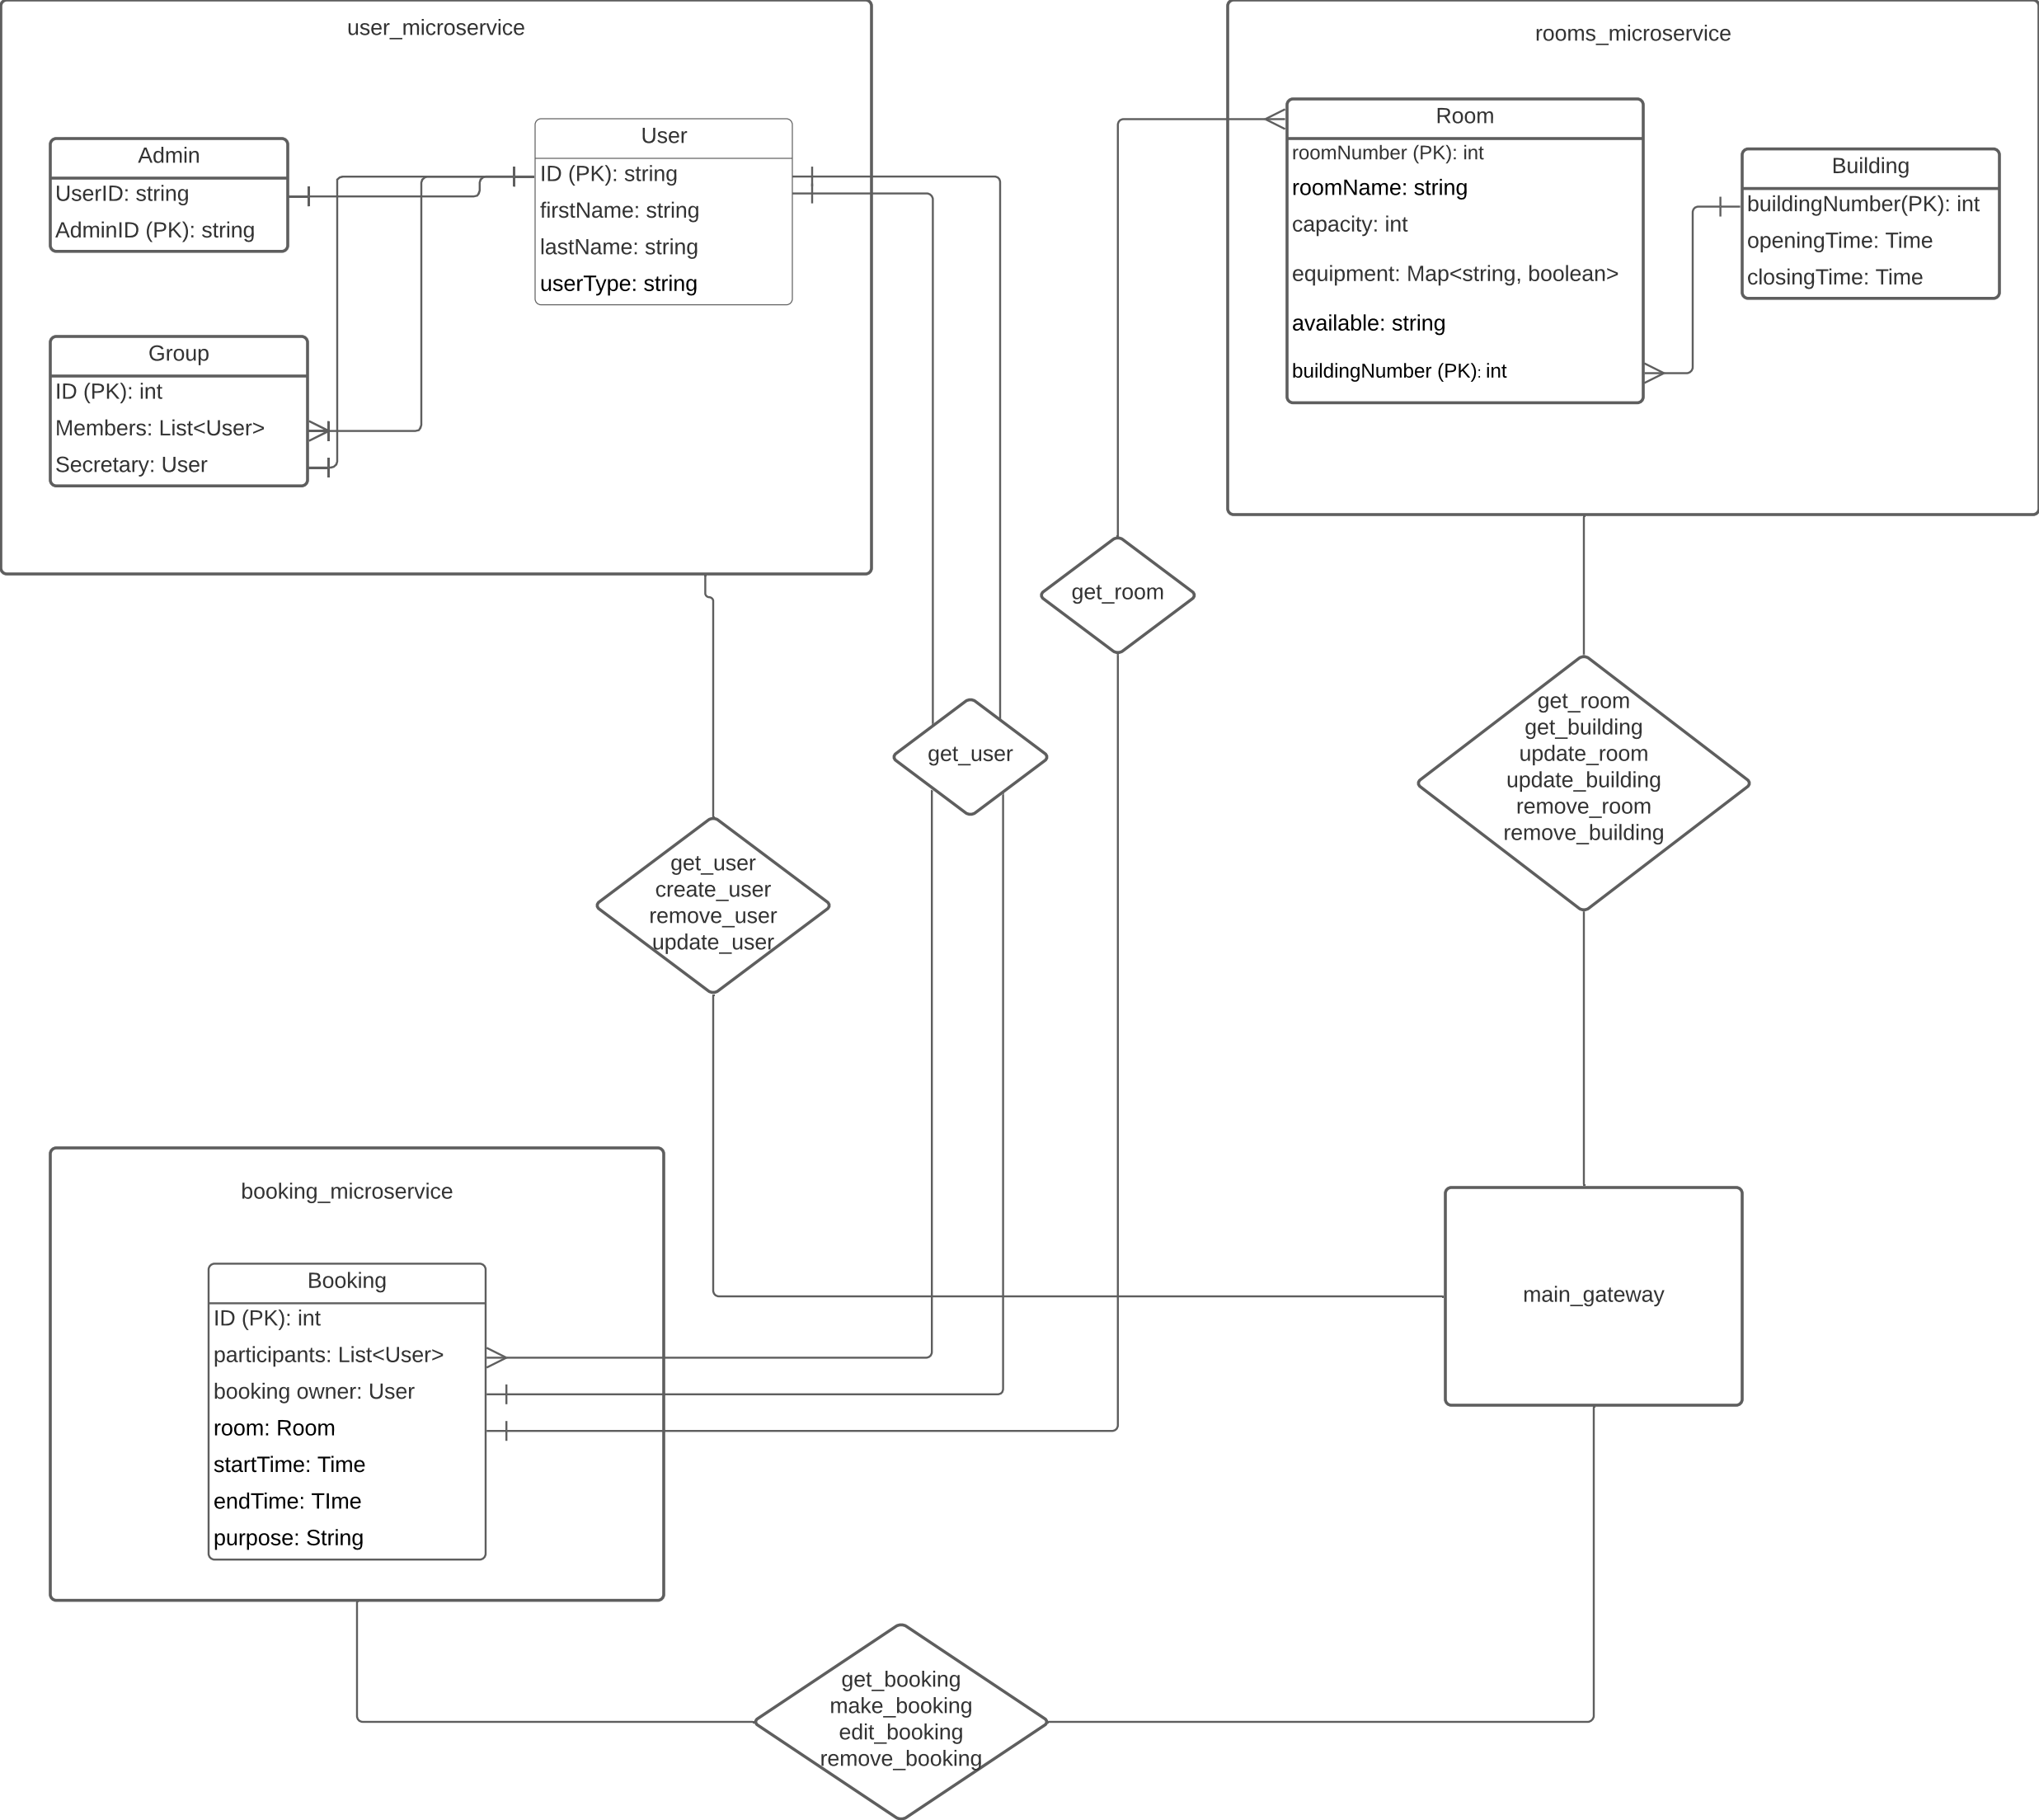 user_microservice
Admin
UserID: string
AdminID (PK): string
User
ID (PK): string
firstName: string
lastName: string
userType: string
Group
ID (PK): int
Members: List<User>
Secretary: User
rooms_microservice
Room
roomNumber (PK): int
roomName: string
capacity: int
equipment: Map<string, boolean>
available: string
buildingNumber (PK): int
Building
buildingNumber(PK): int
openingTime: Time
closingTime: Time
get_room
get_user
get_room
get_building
update_room
update_building
remove_room
remove_building
get_user
create_user
remove_user
update_user
booking_microservice
Booking
ID (PK): int
participants: List<User>
booking owner: User
room: Room
startTime: Time
endTime: TIme
purpose: String
main_gateway
get_booking
make_booking
edit_booking
remove_booking